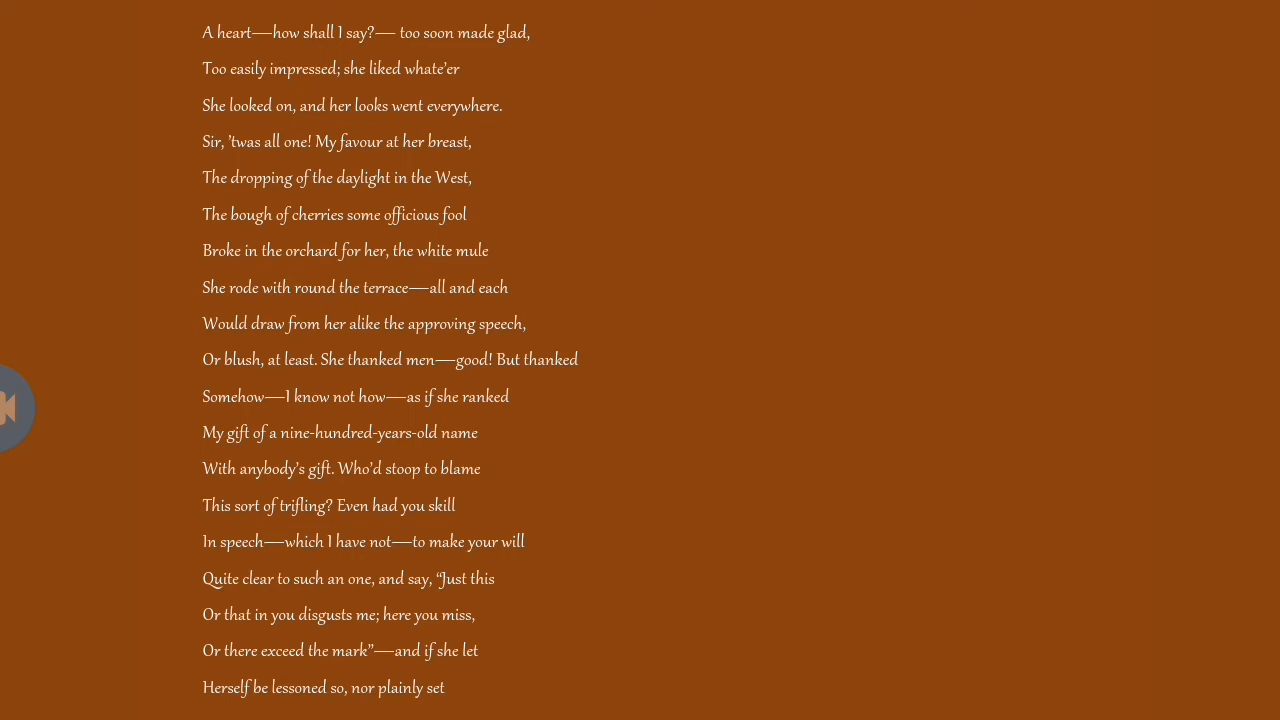 A heart—how shall I say?— too soon made glad,
Too easily impressed; she liked whate’er
She looked on, and her looks went everywhere.
Sir, ’twas all one! My favour at her breast,
The dropping of the daylight in the West,
The bough of cherries some officious fool
Broke in the orchard for her, the white mule
She rode with round the terrace—all and each
Would draw from her alike the approving speech,
Or blush, at least. She thanked men—good! But thanked
Somehow—I know not how—as if she ranked
My gift of a nine-hundred-years-old name
With anybody’s gift. Who’d stoop to blame
This sort of trifling? Even had you skill
In speech—which I have not—to make your will
Quite clear to such an one, and say, “Just this
Or that in you disgusts me; here you miss,
Or there exceed the mark”—and if she let
Herself be lessoned so, nor plainly set